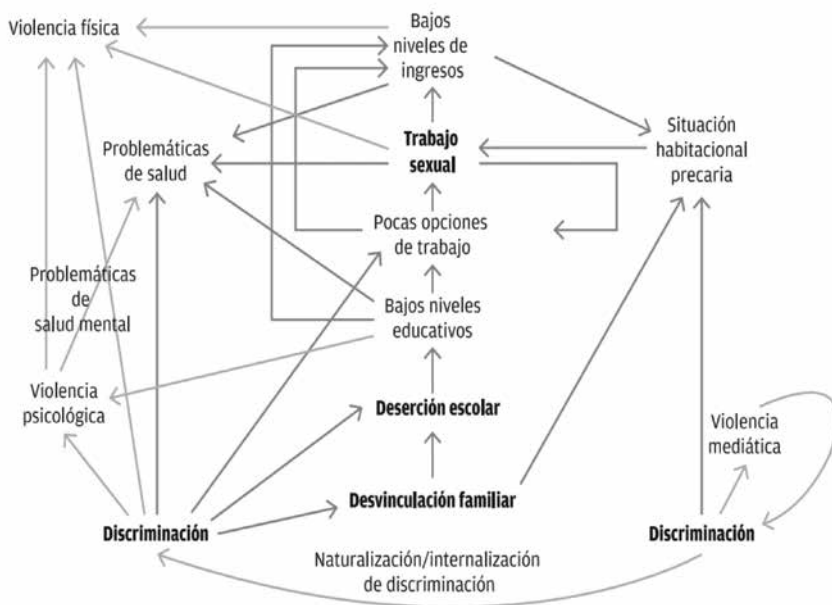 Violencia física
Bajos
niveles de
ingresos
Problemáticas
de salud
Trabajo
sexual
Situación
habitacional
precaria
Pocas opciones
de trabajo
Problemáticas
de
salud mental
Bajos niveles
educativos
Violencia
psicológica
Deserción escolar
Violencia
mediática
Desvinculación familiar
Discriminación
Discriminación
Naturalización/internalización
de discriminación